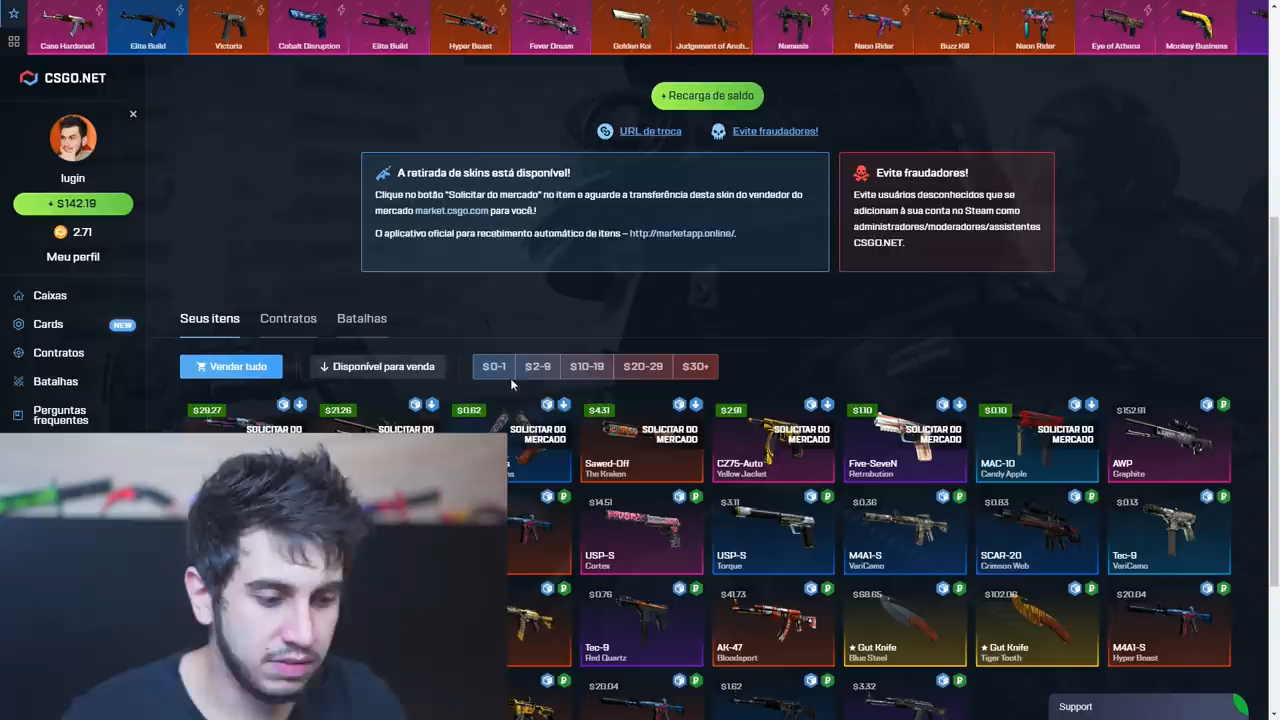 Case Hardened
Elite Build
Victoria
Cobalt Disruption
Elite Build
Hyper Beast
Fever Dream
Golden Koi
Judgement of Anub...
Nemesis
Neon Rider
Buzz Kill
Neon Rider
Eye of Athena
Monkey Business
CSGO.NET
lugin
+ $142.19
2.71
Meu perfil
Caixas
Cards
NEW
Contratos
Batalhas
Perguntas
frequentes
+ Recarga de saldo
URL de troca
Evite fraudadores!
A retirada de skins está disponível!
Clique no botão "Solicitar do mercado" no item e aguarde a transferência desta skin do vendedor do
mercado market.csgo.com para você.!
O aplicativo oficial para recebimento automático de itens – http://marketapp.online/.
Evite fraudadores!
Evite usuários desconhecidos que se
adicionam à sua conta no Steam como
administradores/moderadores/assistentes
CSGO.NET.
Seus itens
Contratos
Batalhas
Vender tudo
Disponível para venda
$0-1
$2-9
$10-19
$20-29
$30+
$29.27
SOLICITAR DO
$21.26
SOLICITAR DO
$0.62
SOLICITAR DO
MERCADO
$4.31
SOLICITAR DO
MERCADO
Sawed-Off
The Kraken
$2.91
SOLICITAR DO
MERCADO
CZ75-Auto
Yellow Jacket
$1.10
SOLICITAR DO
MERCADO
Five-SeveN
Retrobution
$0.10
SOLICITAR DO
MERCADO
MAC-10
Candy Apple
$152.91
AWP
Graphite
$14.51
USP-S
Cortex
$3.11
USP-S
Torque
$0.36
M4A1-S
VariCamo
$0.83
SCAR-20
Crimson Web
$0.13
Tec-9
VariCamo
$0.76
Tec-9
Red Quartz
$41.73
AK-47
Bloodsport
$68.65
★ Gut Knife
Blue Steel
$102.06
★ Gut Knife
Tiger Tooth
$20.04
M4A1-S
Hyper Beast
$20.04
$1.62
$3.32
Support